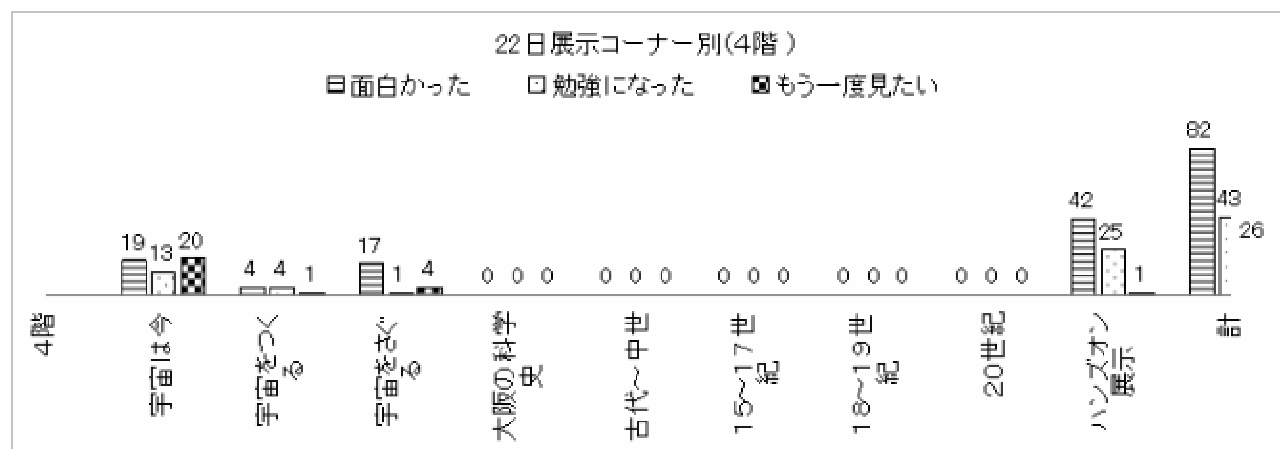 22日展示コーナー別(4階)
面白かった 勉強になった もう一度見たい
82
42 43
19 13 20 17 25 26
4 4 1 1 4 0 0 0 0 0 0 0 0 0 0 0 0 0 0 0 1
4階
宇宙は今
宇宙をつく
る
宇宙をさぐ
る
大阪の科学
史
古代~中世
15~17世
紀
18~19世
紀
20世紀
ハンズオン
展示
計